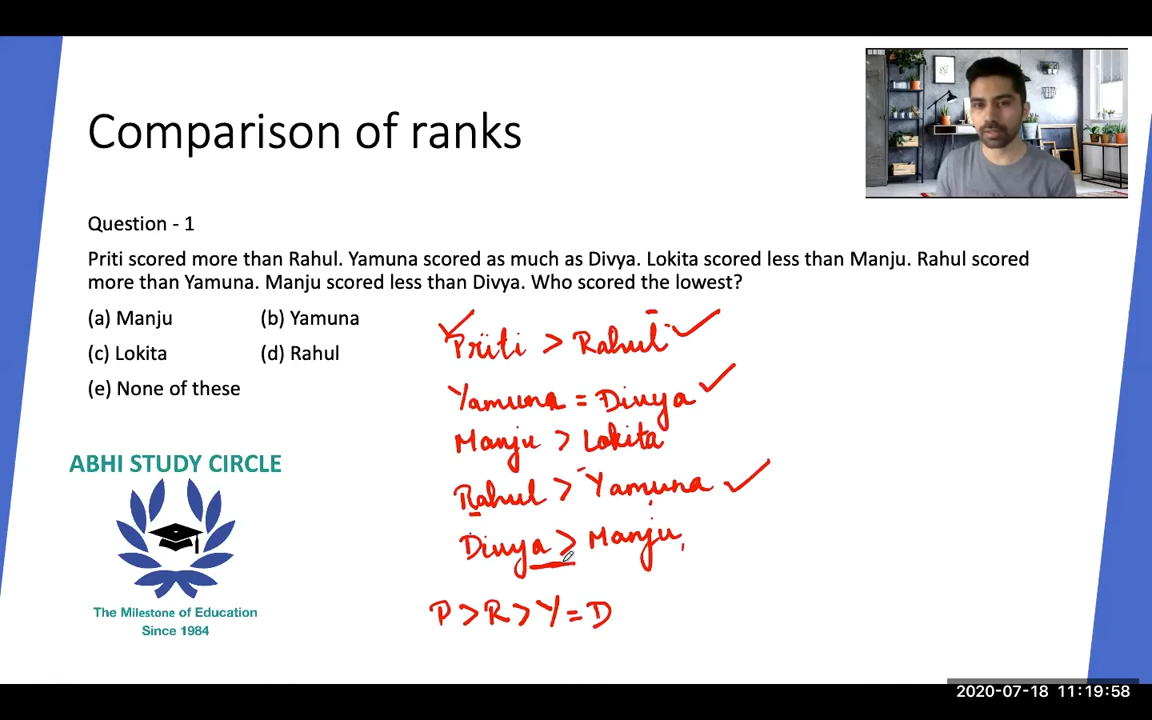 Comparison of ranks
Question - 1
Priti scored more than Rahul. Yamuna scored as much as Divya. Lokita scored less than Manju. Rahul scored
more than Yamuna. Manju scored less than Divya. Who scored the lowest?
(a) Manju (b) Yamuna
(c) Lokita (d) Rahul
(e) None of these
Priiti > Rahul
Yamuna = Divya
Manju > Lokita
Rahul > Yamuna
Divya > Manju
P > R > Y = D
ABHI STUDY CIRCLE
The Milestone of Education
Since 1984
2020-07-18 11:19:58